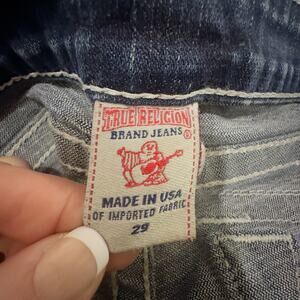 TRUE RELIGION
BRAND JEANS®
MADE IN USA
OF IMPORTED FABRIC
29